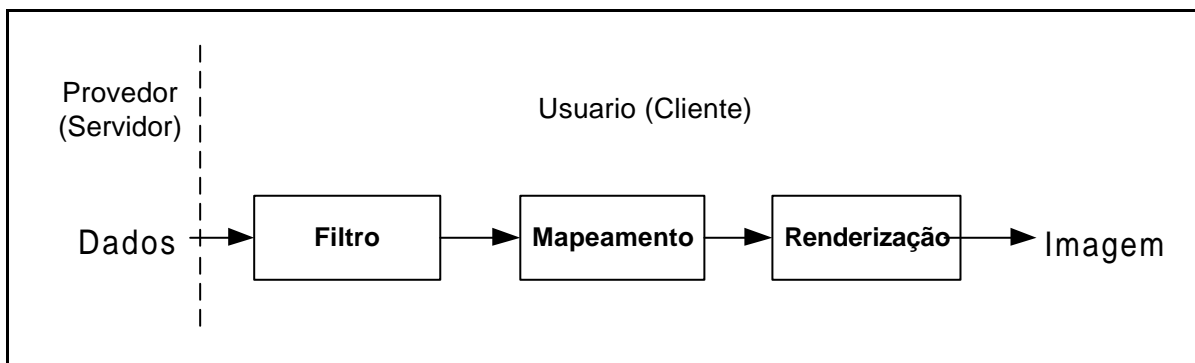 Provedor
(Servidor)
Usuario (Cliente)
Dados
Filtro
Mapeamento
Renderização
Imagem